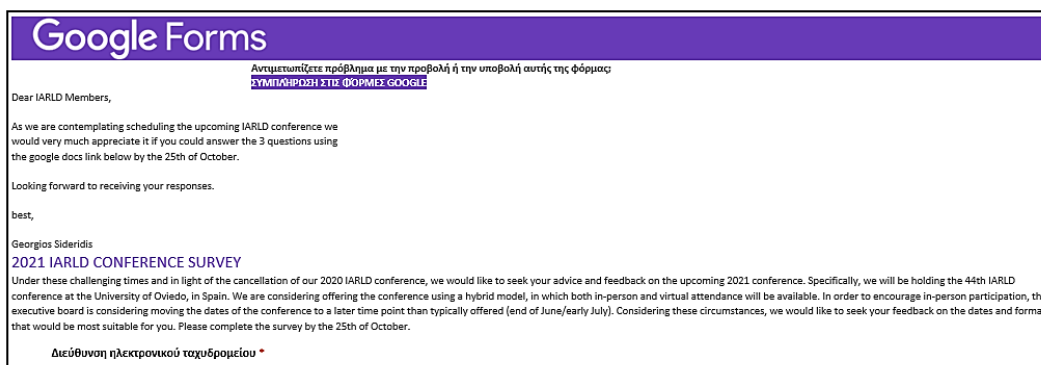 Google Forms
Αντιμετωπίζετε πρόβλημα με την προβολή ή την υποβολή αυτής της φόρμας;
ΣΥΜΠΛΉΡΩΣΗ ΣΤΙΣ ΦΌΡΜΕΣ GOOGLE
Dear IARLD Members,
As we are contemplating scheduling the upcoming IARLD conference we
would very much appreciate it if you could answer the 3 questions using
the google docs link below by the 25th of October.
Looking forward to receiving your responses.
best,
Georgios Sideridis
2021 IARLD CONFERENCE SURVEY
Under these challenging times and in light of the cancellation of our 2020 IARLD conference, we would like to seek your advice and feedback on the upcoming 2021 conference. Specifically, we will be holding the 44th IARLD
conference at the University of Oviedo, in Spain. We are considering offering the conference using a hybrid model, in which both in-person and virtual attendance will be available. In order to encourage in-person participation, th
executive board is considering moving the dates of the conference to a later time point than typically offered (end of June/early July). Considering these circumstances, we would like to seek your feedback on the dates and forma
that would be most suitable for you. Please complete the survey by the 25th of October.
Διεύθυνση ηλεκτρονικού ταχυδρομείου *